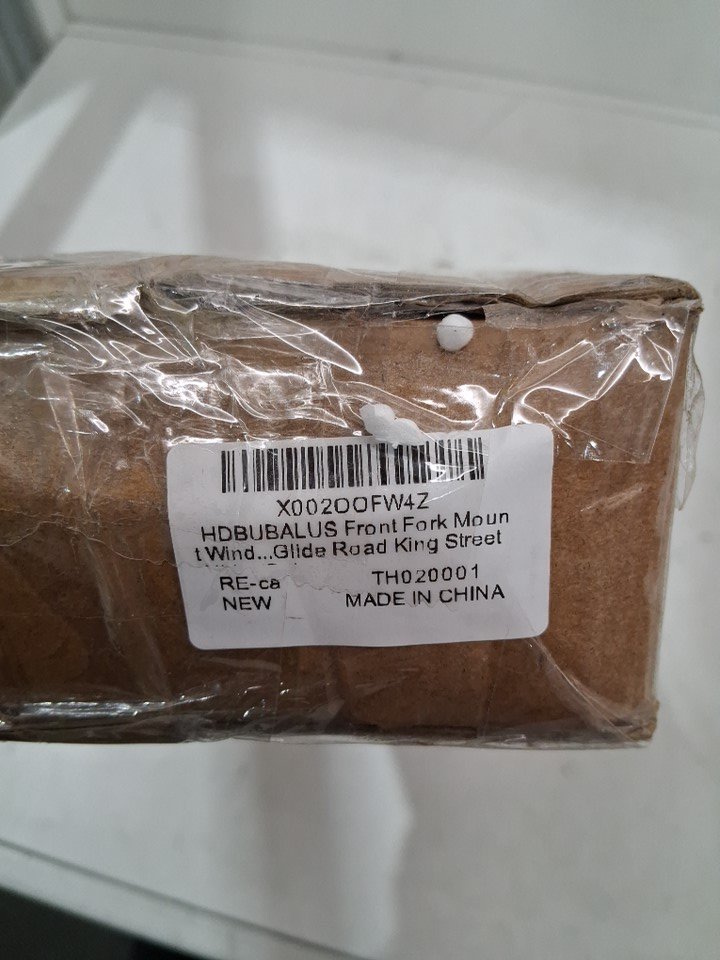 X002OOFW4Z
HDBUBALUS Front Fork Moun
t Wind...Glide Road King Street
RE-ca
TH020001
NEW
MADE IN CHINA